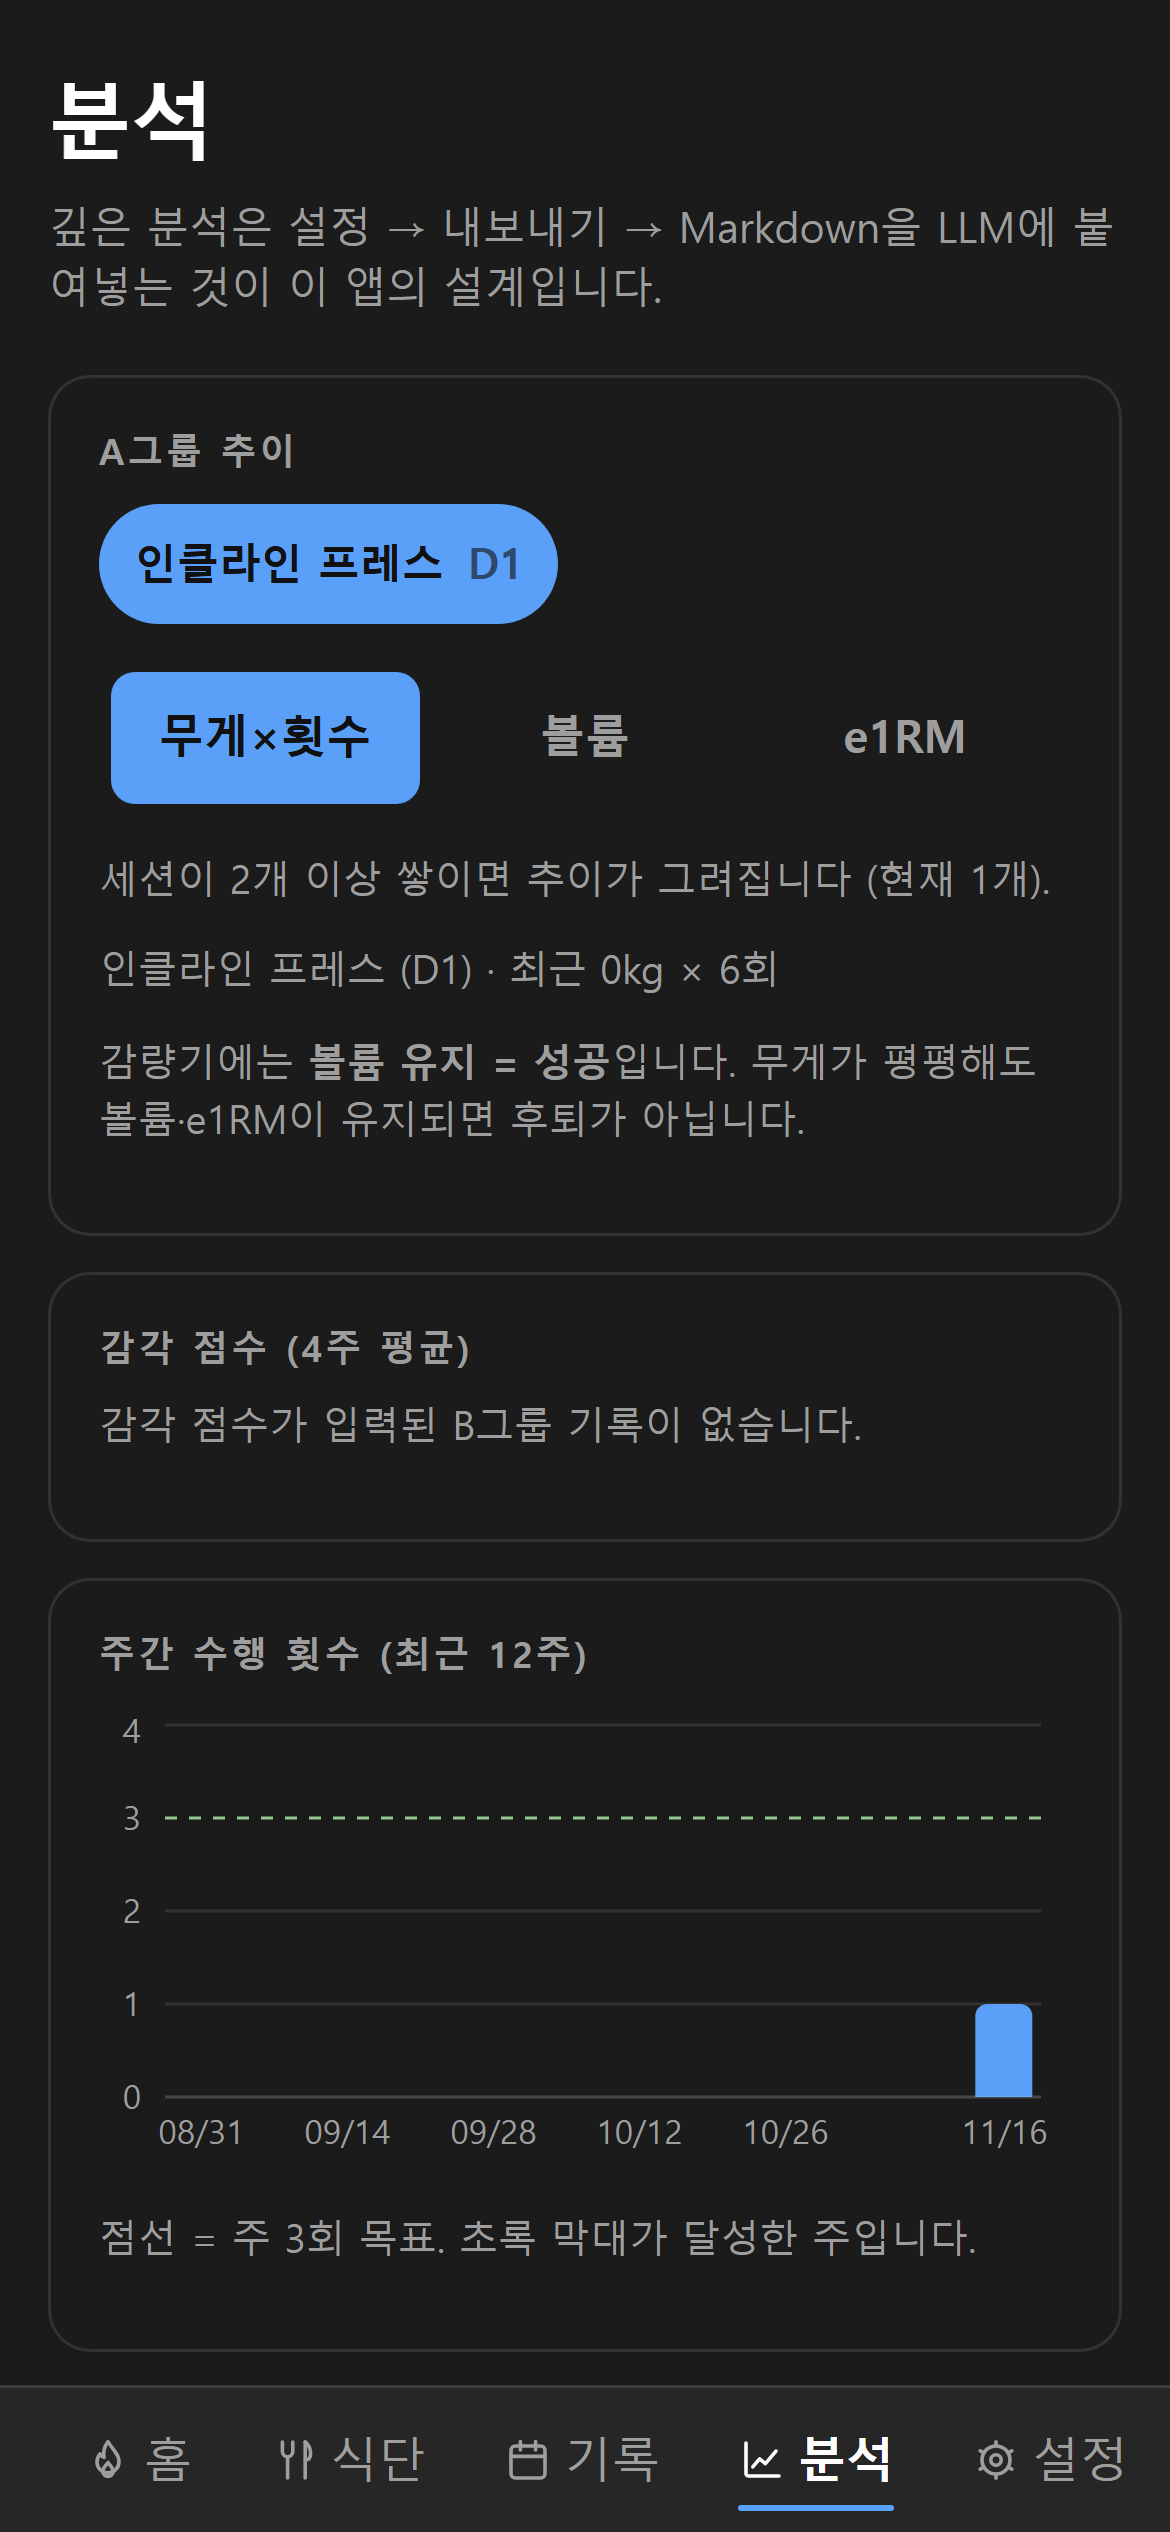 분석
깊은 분석은 설정 → 내보내기 → Markdown을 LLM에 붙
여넣는 것이 이 앱의 설계입니다.
A그룹 추이
인클라인 프레스 D1
무게×횟수 볼륨 e1RM
세션이 2개 이상 쌓이면 추이가 그려집니다 (현재 1개).
인클라인 프레스 (D1) · 최근 0kg × 6회
감량기에는 볼륨 유지 = 성공입니다. 무게가 평평해도
볼륨·e1RM이 유지되면 후퇴가 아닙니다.
감각 점수 (4주 평균)
감각 점수가 입력된 B그룹 기록이 없습니다.
주간 수행 횟수 (최근 12주)
4
3
2
1
0
08/31 09/14 09/28 10/12 10/26 11/16
점선 = 주 3회 목표. 초록 막대가 달성한 주입니다.
홈 식단 기록 분석 설정